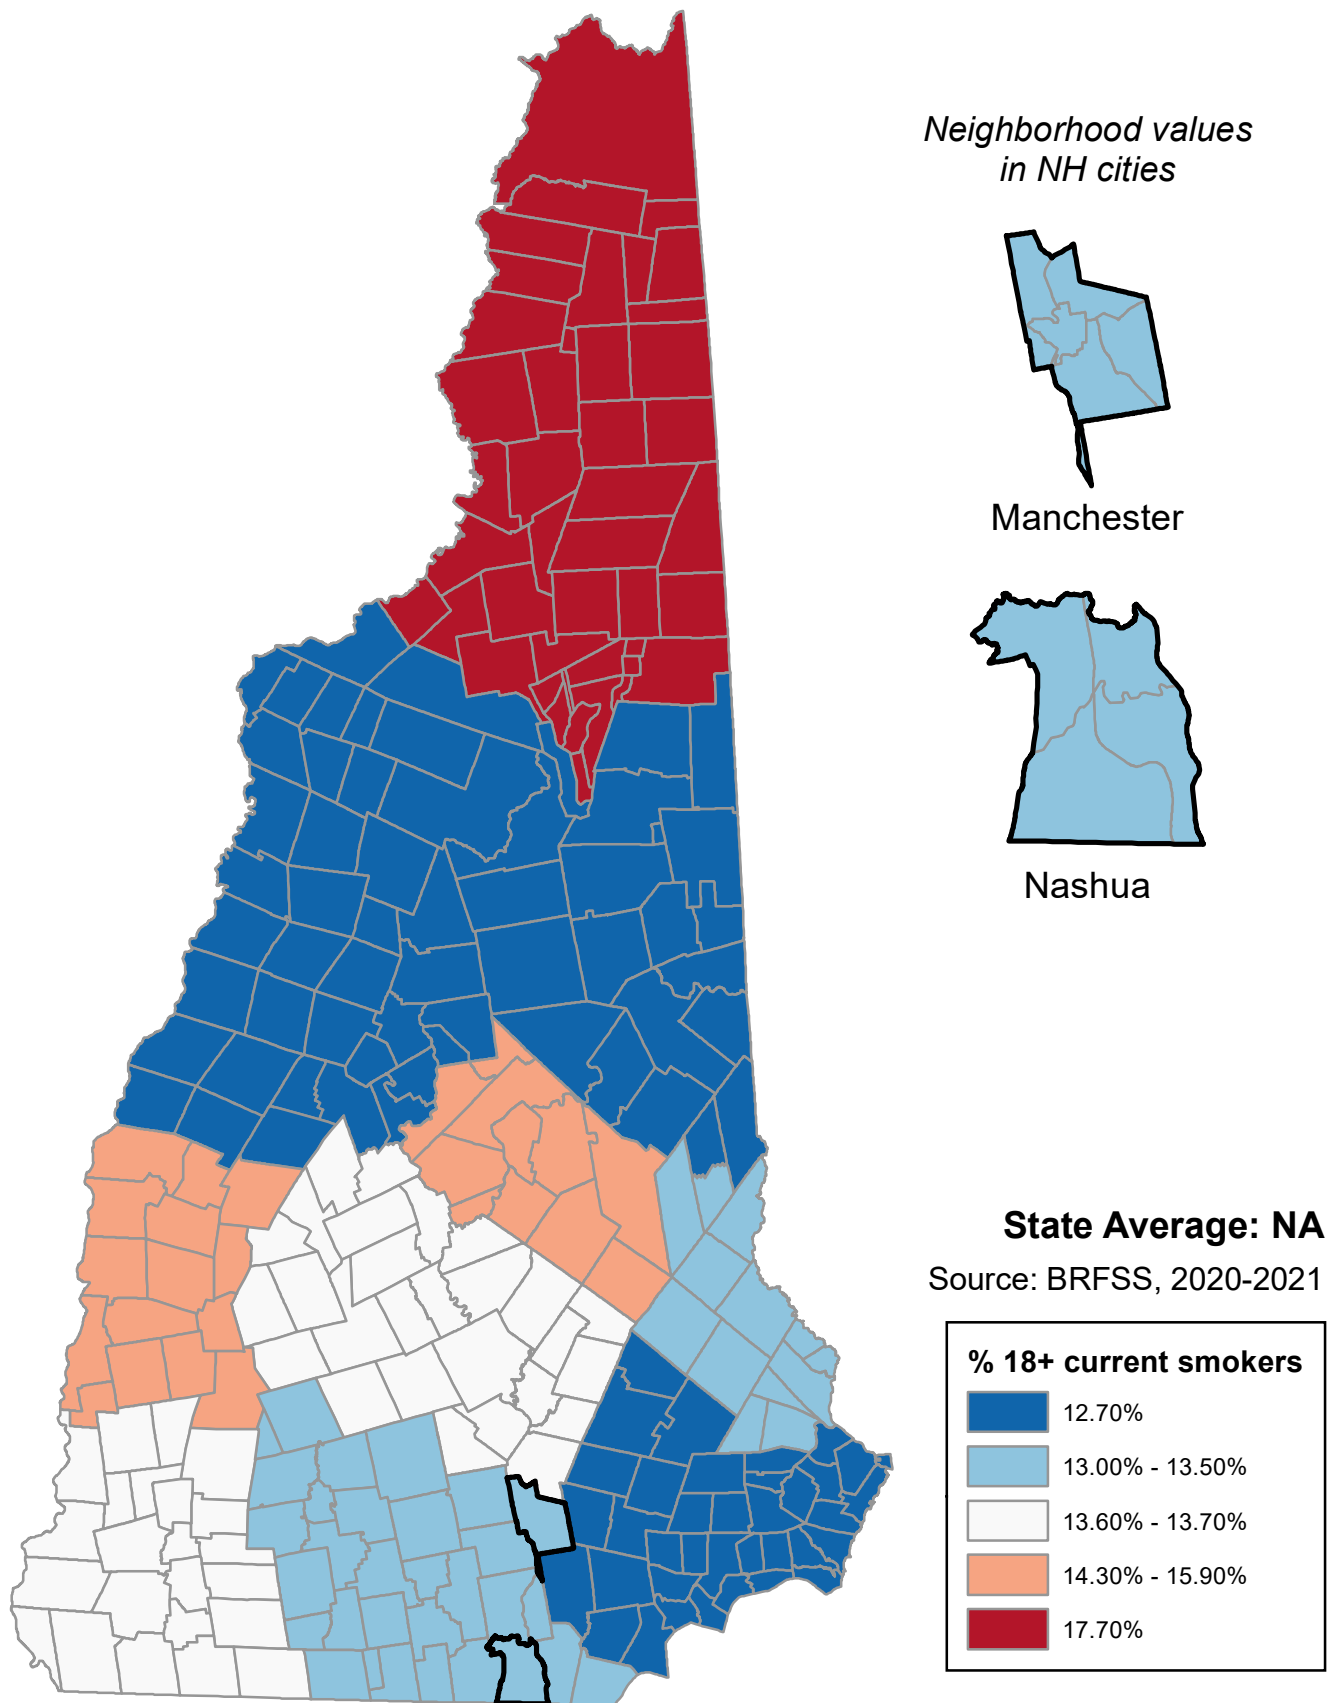 Neighborhood values
in NH cities
Manchester
Nashua
State Average: NA
Source: BRFSS, 2020-2021
% 18+ current smokers
12.70%
13.00% - 13.50%
13.60% - 13.70%
14.30% - 15.90%
17.70%